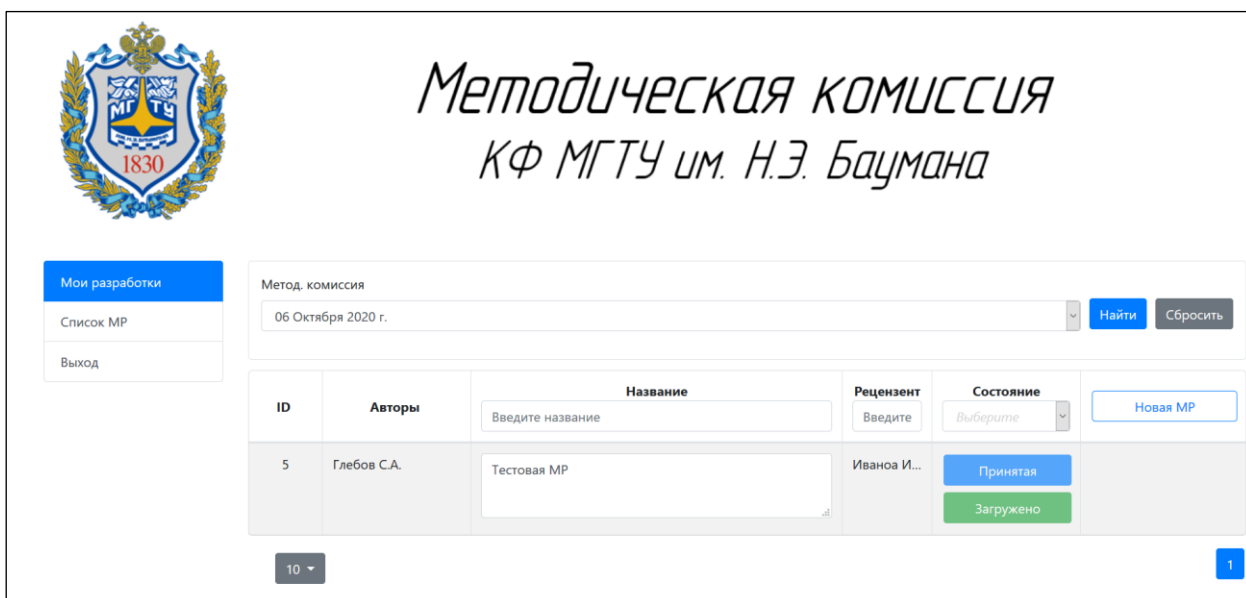 МГТУ
1830
Методическая комиссия
КФ МГТУ им. Н.Э. Баумана
Мои разработки
Список МР
Выход
Метод. комиссия
06 Октября 2020 г.
Найти
Сбросить
ID
Авторы
Название
Введите название
Рецензент
Введите
Состояние
Выберите
Новая МР
5
Глебов С.А.
Тестовая МР
Иваноа И...
Принятая
Загружено
10
1